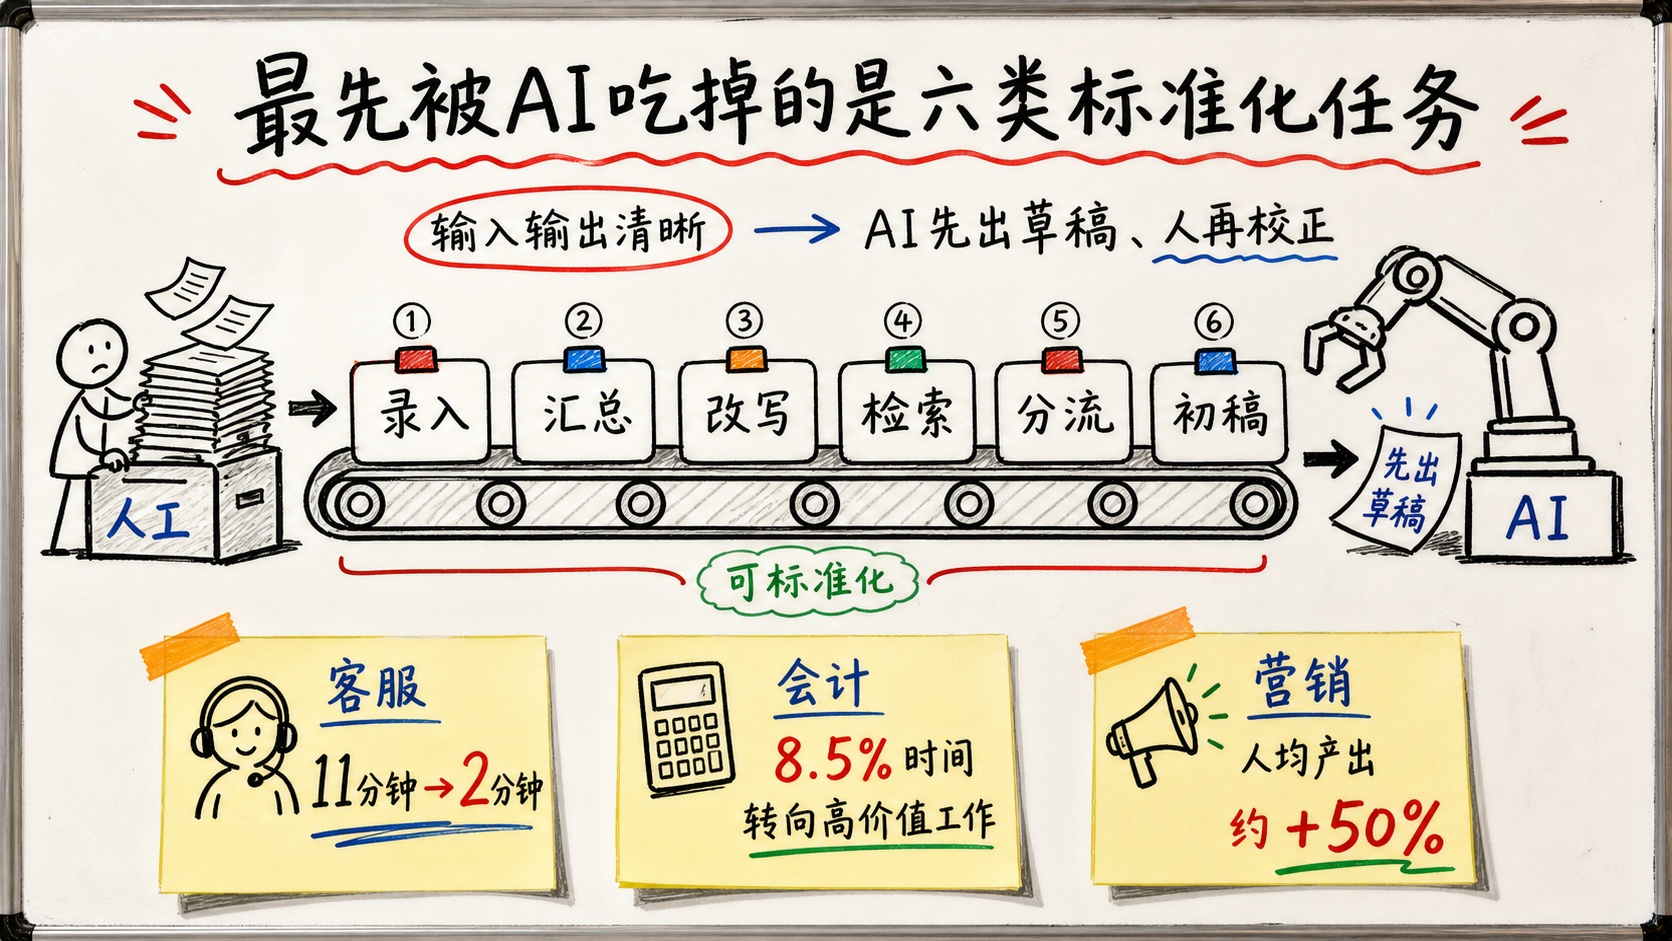 最先被AI吃掉的是六类标准化任务
输入输出清晰 → AI先出草稿、人再校正
① ② ③ ④ ⑤ ⑥
录入 汇总 改写 检索 分流 初稿
人工
先出
草稿
AI
可标准化
客服
11分钟→2分钟
会计
8.5%时间
转向高价值工作
营销
人均产出
约+50%